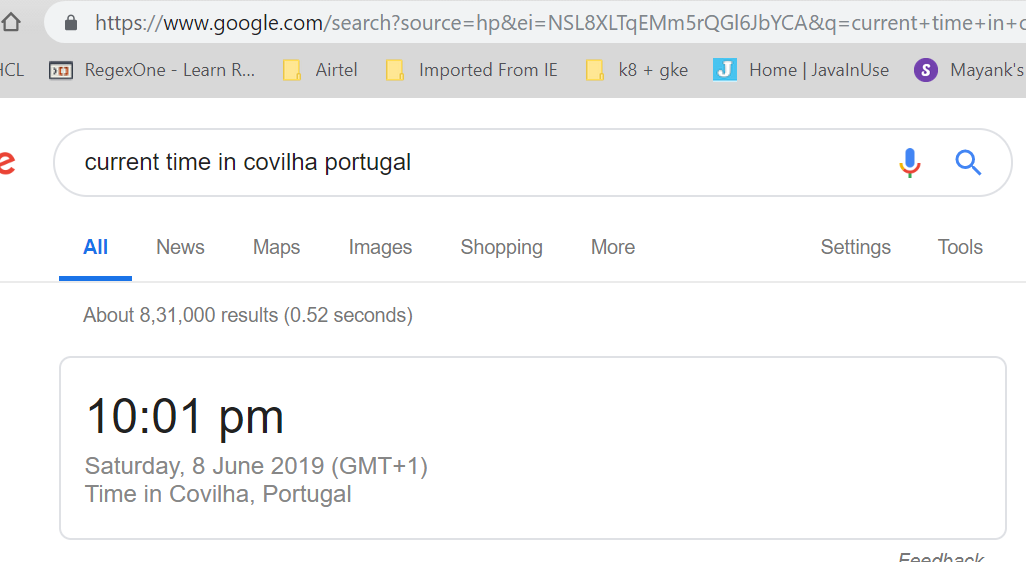 https://www.google.com/search?source=hp&ei=NSL8XLTqEMm5rQGl6JbYCA&q=current+time+in+c
HCL RegexOne - Learn R... Airtel Imported From IE k8 + gke J Home | JavaInUse S Mayank's
e current time in covilha portugal
All News Maps Images Shopping More Settings Tools
About 8,31,000 results (0.52 seconds)
10:01 pm
Saturday, 8 June 2019 (GMT+1)
Time in Covilha, Portugal
Feedback